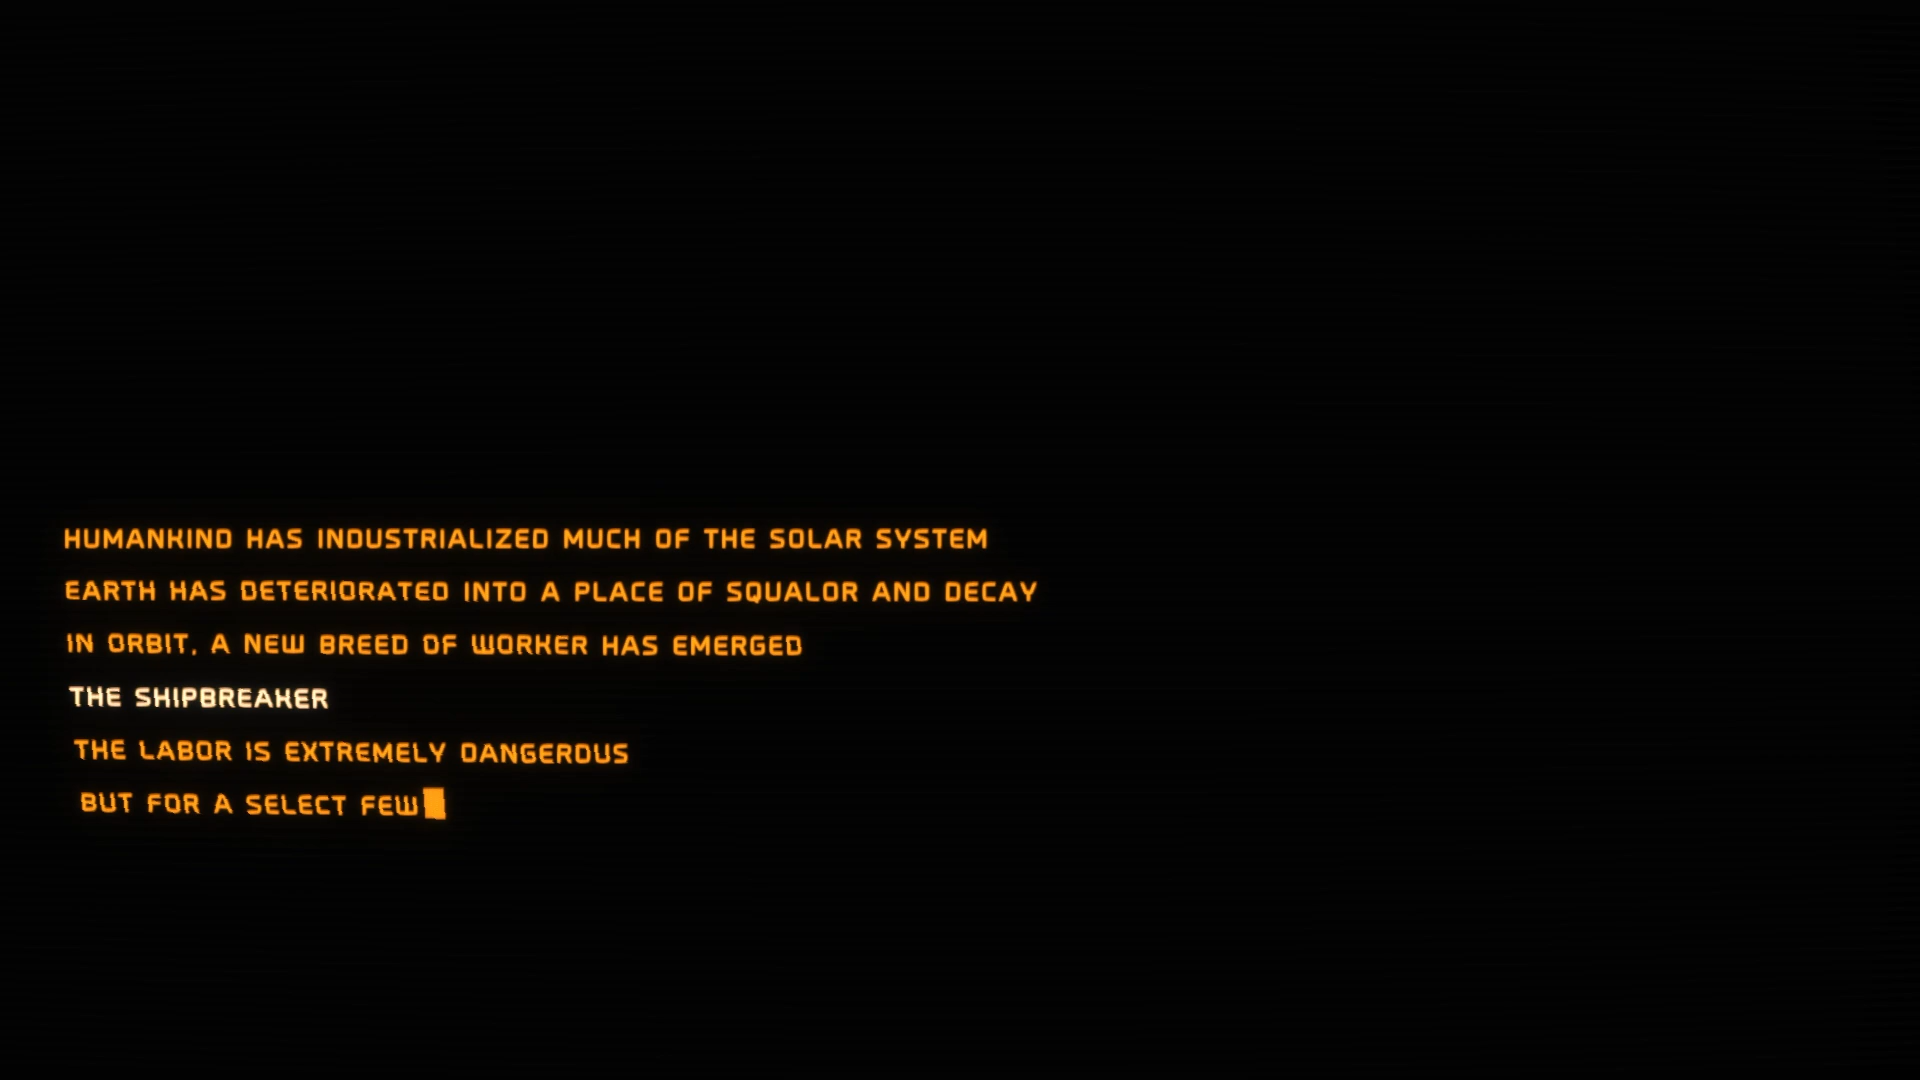 HUMANKIND HAS INDUSTRIALIZED MUCH OF THE SOLAR SYSTEM
EARTH HAS DETERIORATED INTO A PLACE OF SQUALOR AND DECAY
IN ORBIT, A NEW BREED OF WORKER HAS EMERGED
THE SHIPBREAKER
THE LABOR IS EXTREMELY DANGEROUS
BUT FOR A SELECT FEW